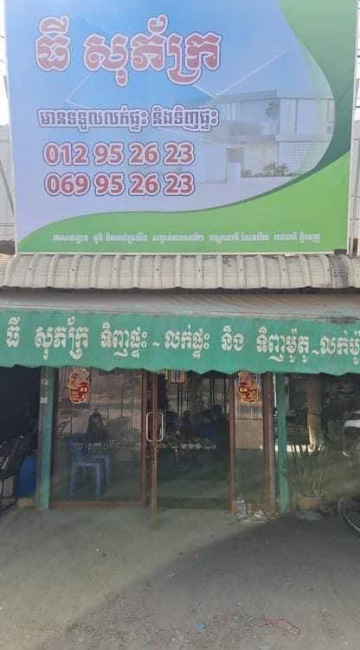 ធី សុភ័ក្រ
មានទទួលលក់ផ្ទះ និងទិញផ្ទះ
012 95 26 23
069 95 26 23
ធី សុភ័ក្រ ទិញផ្ទះ ~ លក់ផ្ទះ និង ទិញម៉ូតូ ~ លក់ម៉ូ